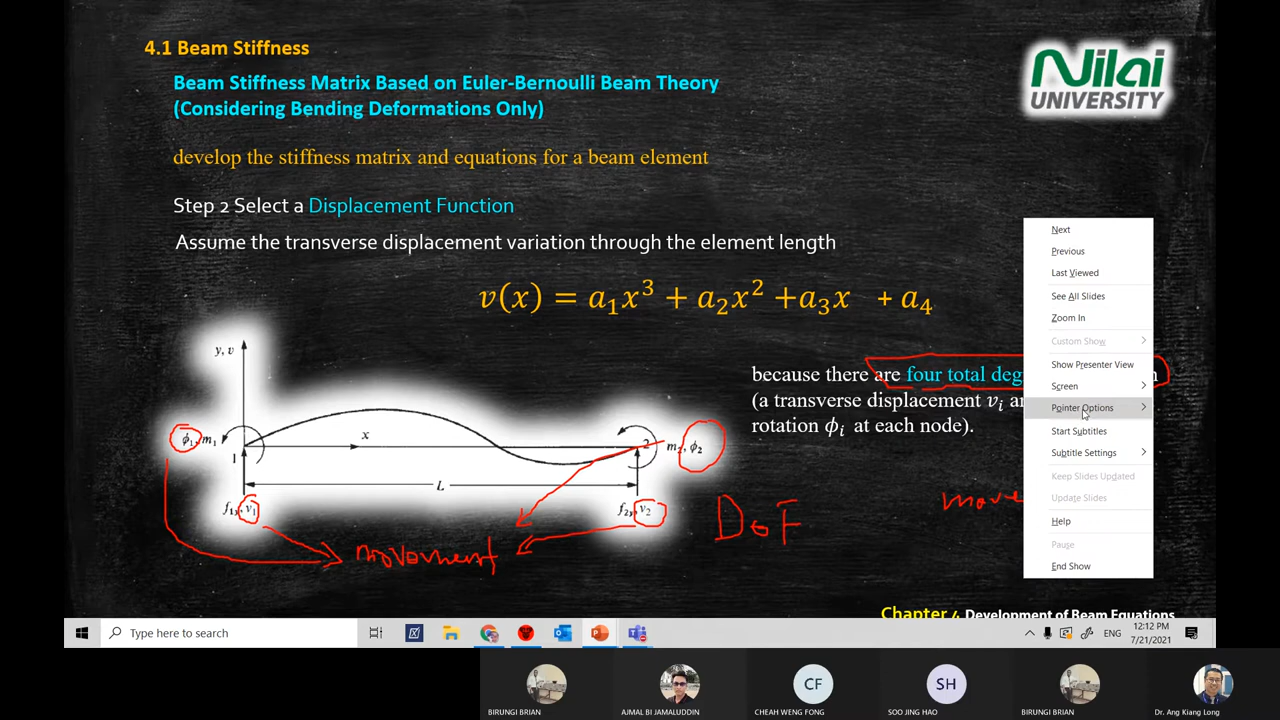 4.1 Beam Stiffness
Nilai
UNIVERSITY
Beam Stiffness Matrix Based on Euler-Bernoulli Beam Theory
(Considering Bending Deformations Only)
develop the stiffness matrix and equations for a beam element
Step 2 Select a Displacement Function
Assume the transverse displacement variation through the element length
v(x) = a₁x³ + a₂x² +a₃x + a₄
because there are four total deg
(a transverse displacement vᵢ an
rotation ϕᵢ at each node).
y, v
ϕ₁, m₁
x
1
2
m₂, ϕ₂
L
f₁y, v₁
f₂y, v₂
movement
DoF
move
Next
Previous
Last Viewed
See All Slides
Zoom In
Custom Show
Show Presenter View
Screen
Pointer Options
Start Subtitles
Subtitle Settings
Keep Slides Updated
Update Slides
Help
Pause
End Show
Chapter 4 Development of Beam Equations
Type here to search
ENG
12:12 PM
7/21/2021
CF
SH
BIRUNGI BRIAN
AJMAL BI JAMALUDDIN
CHEAH WENG FONG
SOO JING HAO
BIRUNGI BRIAN
Dr. Ang Kiang Long